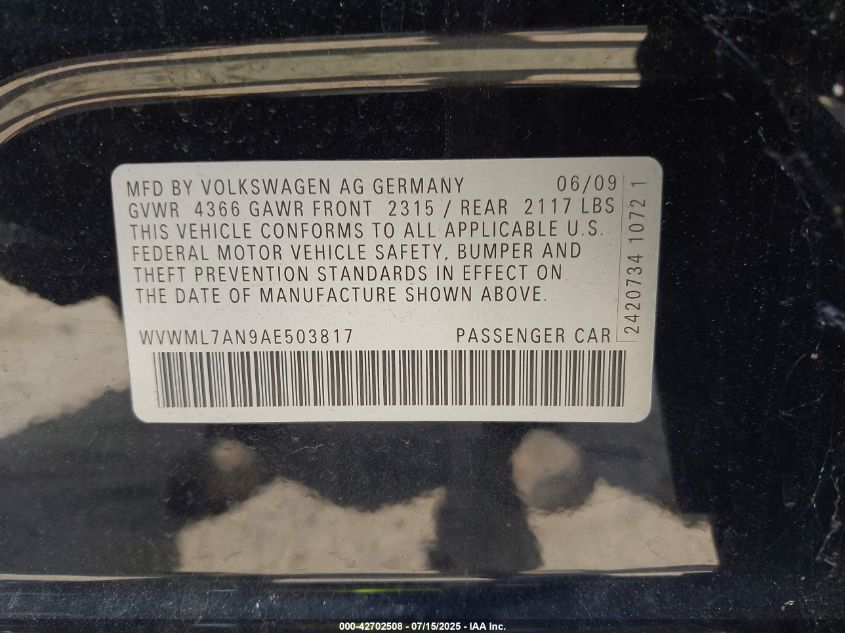 MFD BY VOLKSWAGEN AG GERMANY 06/09
GVWR 4366 GAWR FRONT 2315 / REAR 2117 LBS
THIS VEHICLE CONFORMS TO ALL APPLICABLE U.S.
FEDERAL MOTOR VEHICLE SAFETY, BUMPER AND
THEFT PREVENTION STANDARDS IN EFFECT ON
THE DATE OF MANUFACTURE SHOWN ABOVE.
WVWML7AN9AE503817 PASSENGER CAR
2420734 1072 1
000-42702508 - 07/15/2025 - IAA Inc.